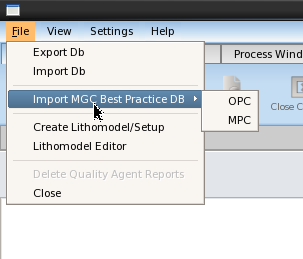 File View Settings Help
Export Db
Process Wind
Import Db
Import MGC Best Practice DB
OPC
Close C
MPC
Create Lithomodel/Setup
Lithomodel Editor
Delete Quality Agent Reports
Close